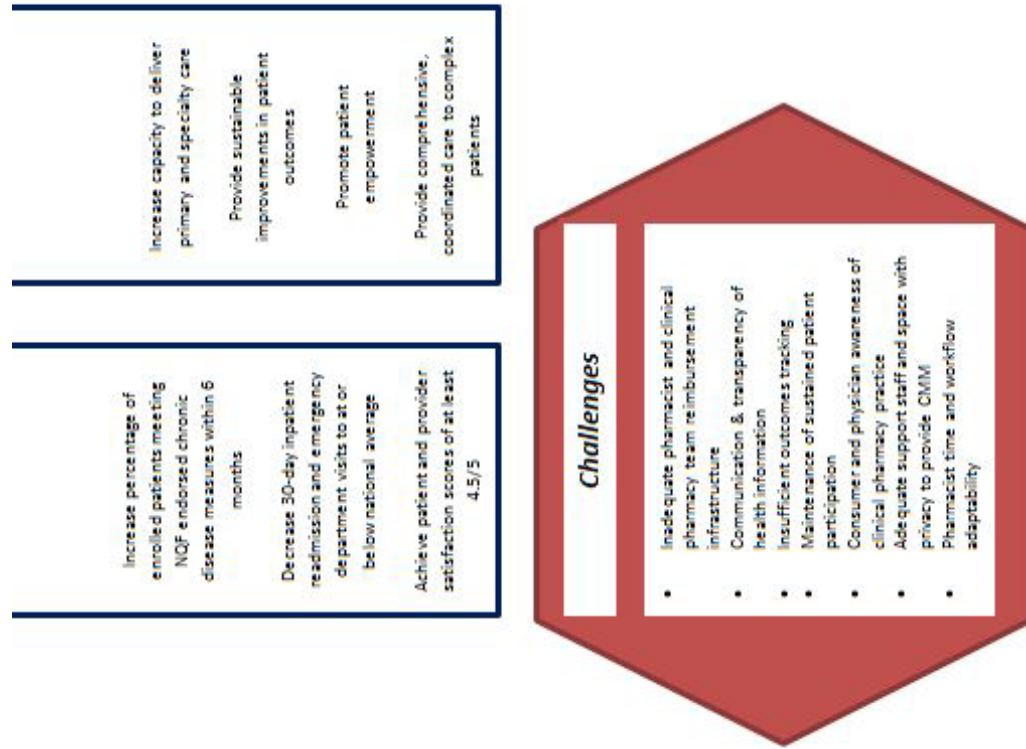 Increase percentage of
enrolled patients meeting
NQF endorsed chronic
disease measures within 6
months
Decrease 30-day inpatient
readmission and emergency
department visits to at or
below national average
Achieve patient and provider
satisfaction scores of at least
4.5/5
Increase capacity to deliver
primary and specialty care
Provide sustainable
improvements in patient
outcomes
Promote patient
empowerment
Provide comprehensive,
coordinated care to complex
patients
Challenges
• Inadequate pharmacist and clinical
pharmacy team reimbursement
infrastructure
• Communication & transparency of
health information
• Insufficient outcomes tracking
• Maintenance of sustained patient
participation
• Consumer and physician awareness of
clinical pharmacy practice
• Adequate support staff and space with
privacy to provide CMM
• Pharmacist time and workflow
adaptability